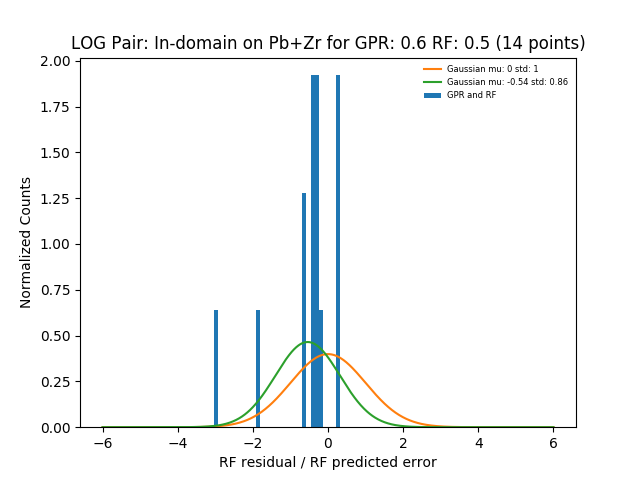 LOG Pair: In-domain on Pb+Zr for GPR: 0.6 RF: 0.5 (14 points)
Gaussian mu: 0 std: 1
Gaussian mu: -0.54 std: 0.86
GPR and RF
Normalized Counts
2.00
1.75
1.50
1.25
1.00
0.75
0.50
0.25
0.00
−6
−4
−2
0
2
4
6
RF residual / RF predicted error